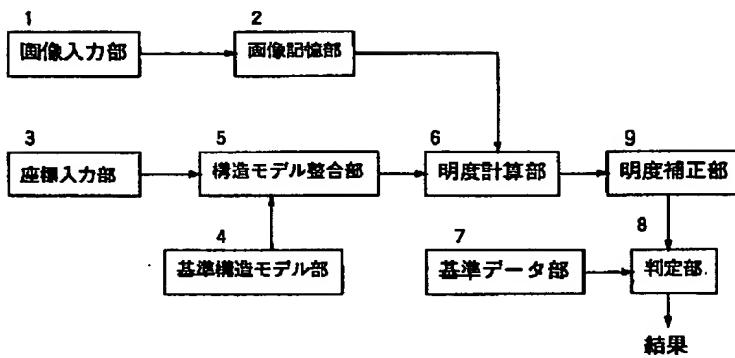 1
画像入力部
2
画像記憶部
3
座標入力部
5
構造モデル整合部
6
明度計算部
9
明度補正部
4
基準構造モデル部
7
基準データ部
8
判定部
結果